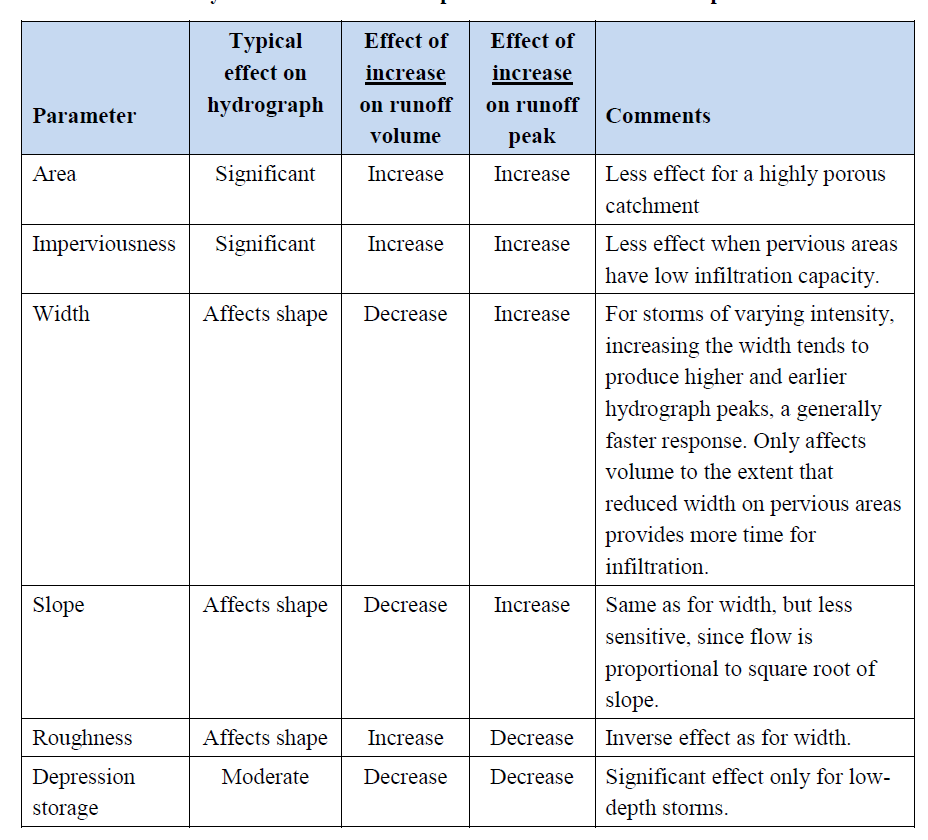 Parameter
Typical
effect on
hydrograph
Effect of
increase
on runoff
volume
Effect of
increase
on runoff
peak
Comments
Area
Significant
Increase
Increase
Less effect for a highly porous
catchment
Imperviousness
Significant
Increase
Increase
Less effect when pervious areas
have low infiltration capacity.
Width
Affects shape
Decrease
Increase
For storms of varying intensity,
increasing the width tends to
produce higher and earlier
hydrograph peaks, a generally
faster response. Only affects
volume to the extent that
reduced width on pervious areas
provides more time for
infiltration.
Slope
Affects shape
Decrease
Increase
Same as for width, but less
sensitive, since flow is
proportional to square root of
slope.
Roughness
Affects shape
Increase
Decrease
Inverse effect as for width.
Depression
storage
Moderate
Decrease
Decrease
Significant effect only for low-
depth storms.